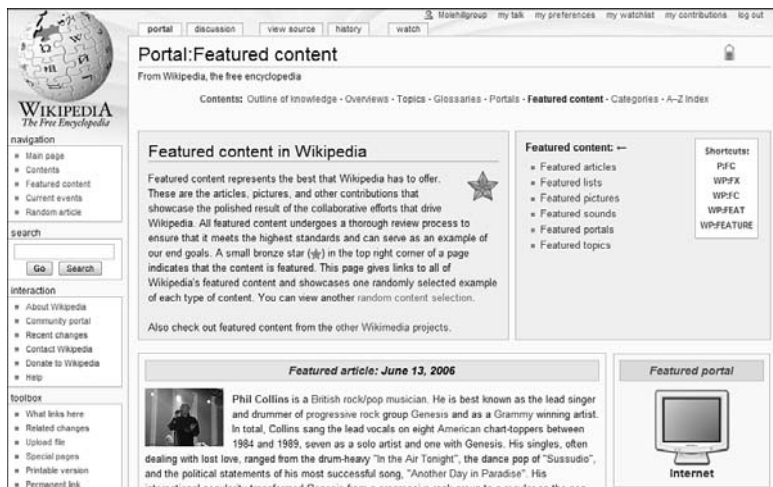 Molehillgroup my talk my preferences my watchlist my contributions log out
portal discussion view source history watch
Portal:Featured content
From Wikipedia, the free encyclopedia
Contents: Outline of knowledge - Overviews - Topics - Glossaries - Portals - Featured content - Categories - A–Z Index
WIKIPEDIA
The Free Encyclopedia
navigation
Main page
Contents
Featured content
Current events
Random article
search
Go Search
interaction
About Wikipedia
Community portal
Recent changes
Contact Wikipedia
Donate to Wikipedia
Help
toolbox
What links here
Related changes
Upload file
Special pages
Printable version
Permanent link
Featured content in Wikipedia
Featured content represents the best that Wikipedia has to offer.
These are the articles, pictures, and other contributions that
showcase the polished result of the collaborative efforts that drive
Wikipedia. All featured content undergoes a thorough review process to
ensure that it meets the highest standards and can serve as an example of
our end goals. A small bronze star (★) in the top right corner of a page
indicates that the content is featured. This page gives links to all of
Wikipedia's featured content and showcases one randomly selected example
of each type of content. You can view another random content selection.
Also check out featured content from the other Wikimedia projects.
Featured content: ←
Featured articles
Featured lists
Featured pictures
Featured sounds
Featured portals
Featured topics
Shortcuts:
P:FC
WP:FX
WP:FC
WP:FEAT
WP:FEATURE
Featured article: June 13, 2006
Phil Collins is a British rock/pop musician. He is best known as the lead singer
and drummer of progressive rock group Genesis and as a Grammy winning artist.
In total, Collins sang the lead vocals on eight American chart-toppers between
1984 and 1989, seven as a solo artist and one with Genesis. His singles, often
dealing with lost love, ranged from the drum-heavy "In the Air Tonight", the dance pop of "Sussudio",
and the political statements of his most successful song, "Another Day in Paradise". His
Featured portal
Internet